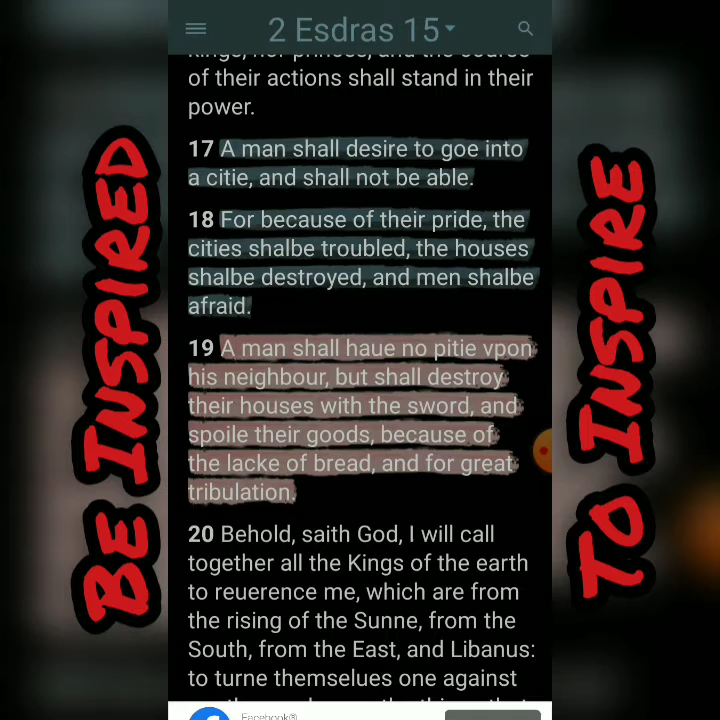 2 Esdras 15
of their actions shall stand in their
power.
17 A man shall desire to goe into
a citie, and shall not be able.
18 For because of their pride, the
cities shalbe troubled, the houses
shalbe destroyed, and men shalbe
afraid.
19 A man shall haue no pitie vpon
his neighbour, but shall destroy
their houses with the sword, and
spoile their goods, because of
the lacke of bread, and for great
tribulation.
20 Behold, saith God, I will call
together all the Kings of the earth
to reuerence me, which are from
the rising of the Sunne, from the
South, from the East, and Libanus:
to turne themselues one against
Facebook®
BE INSPIRED
TO INSPIRE